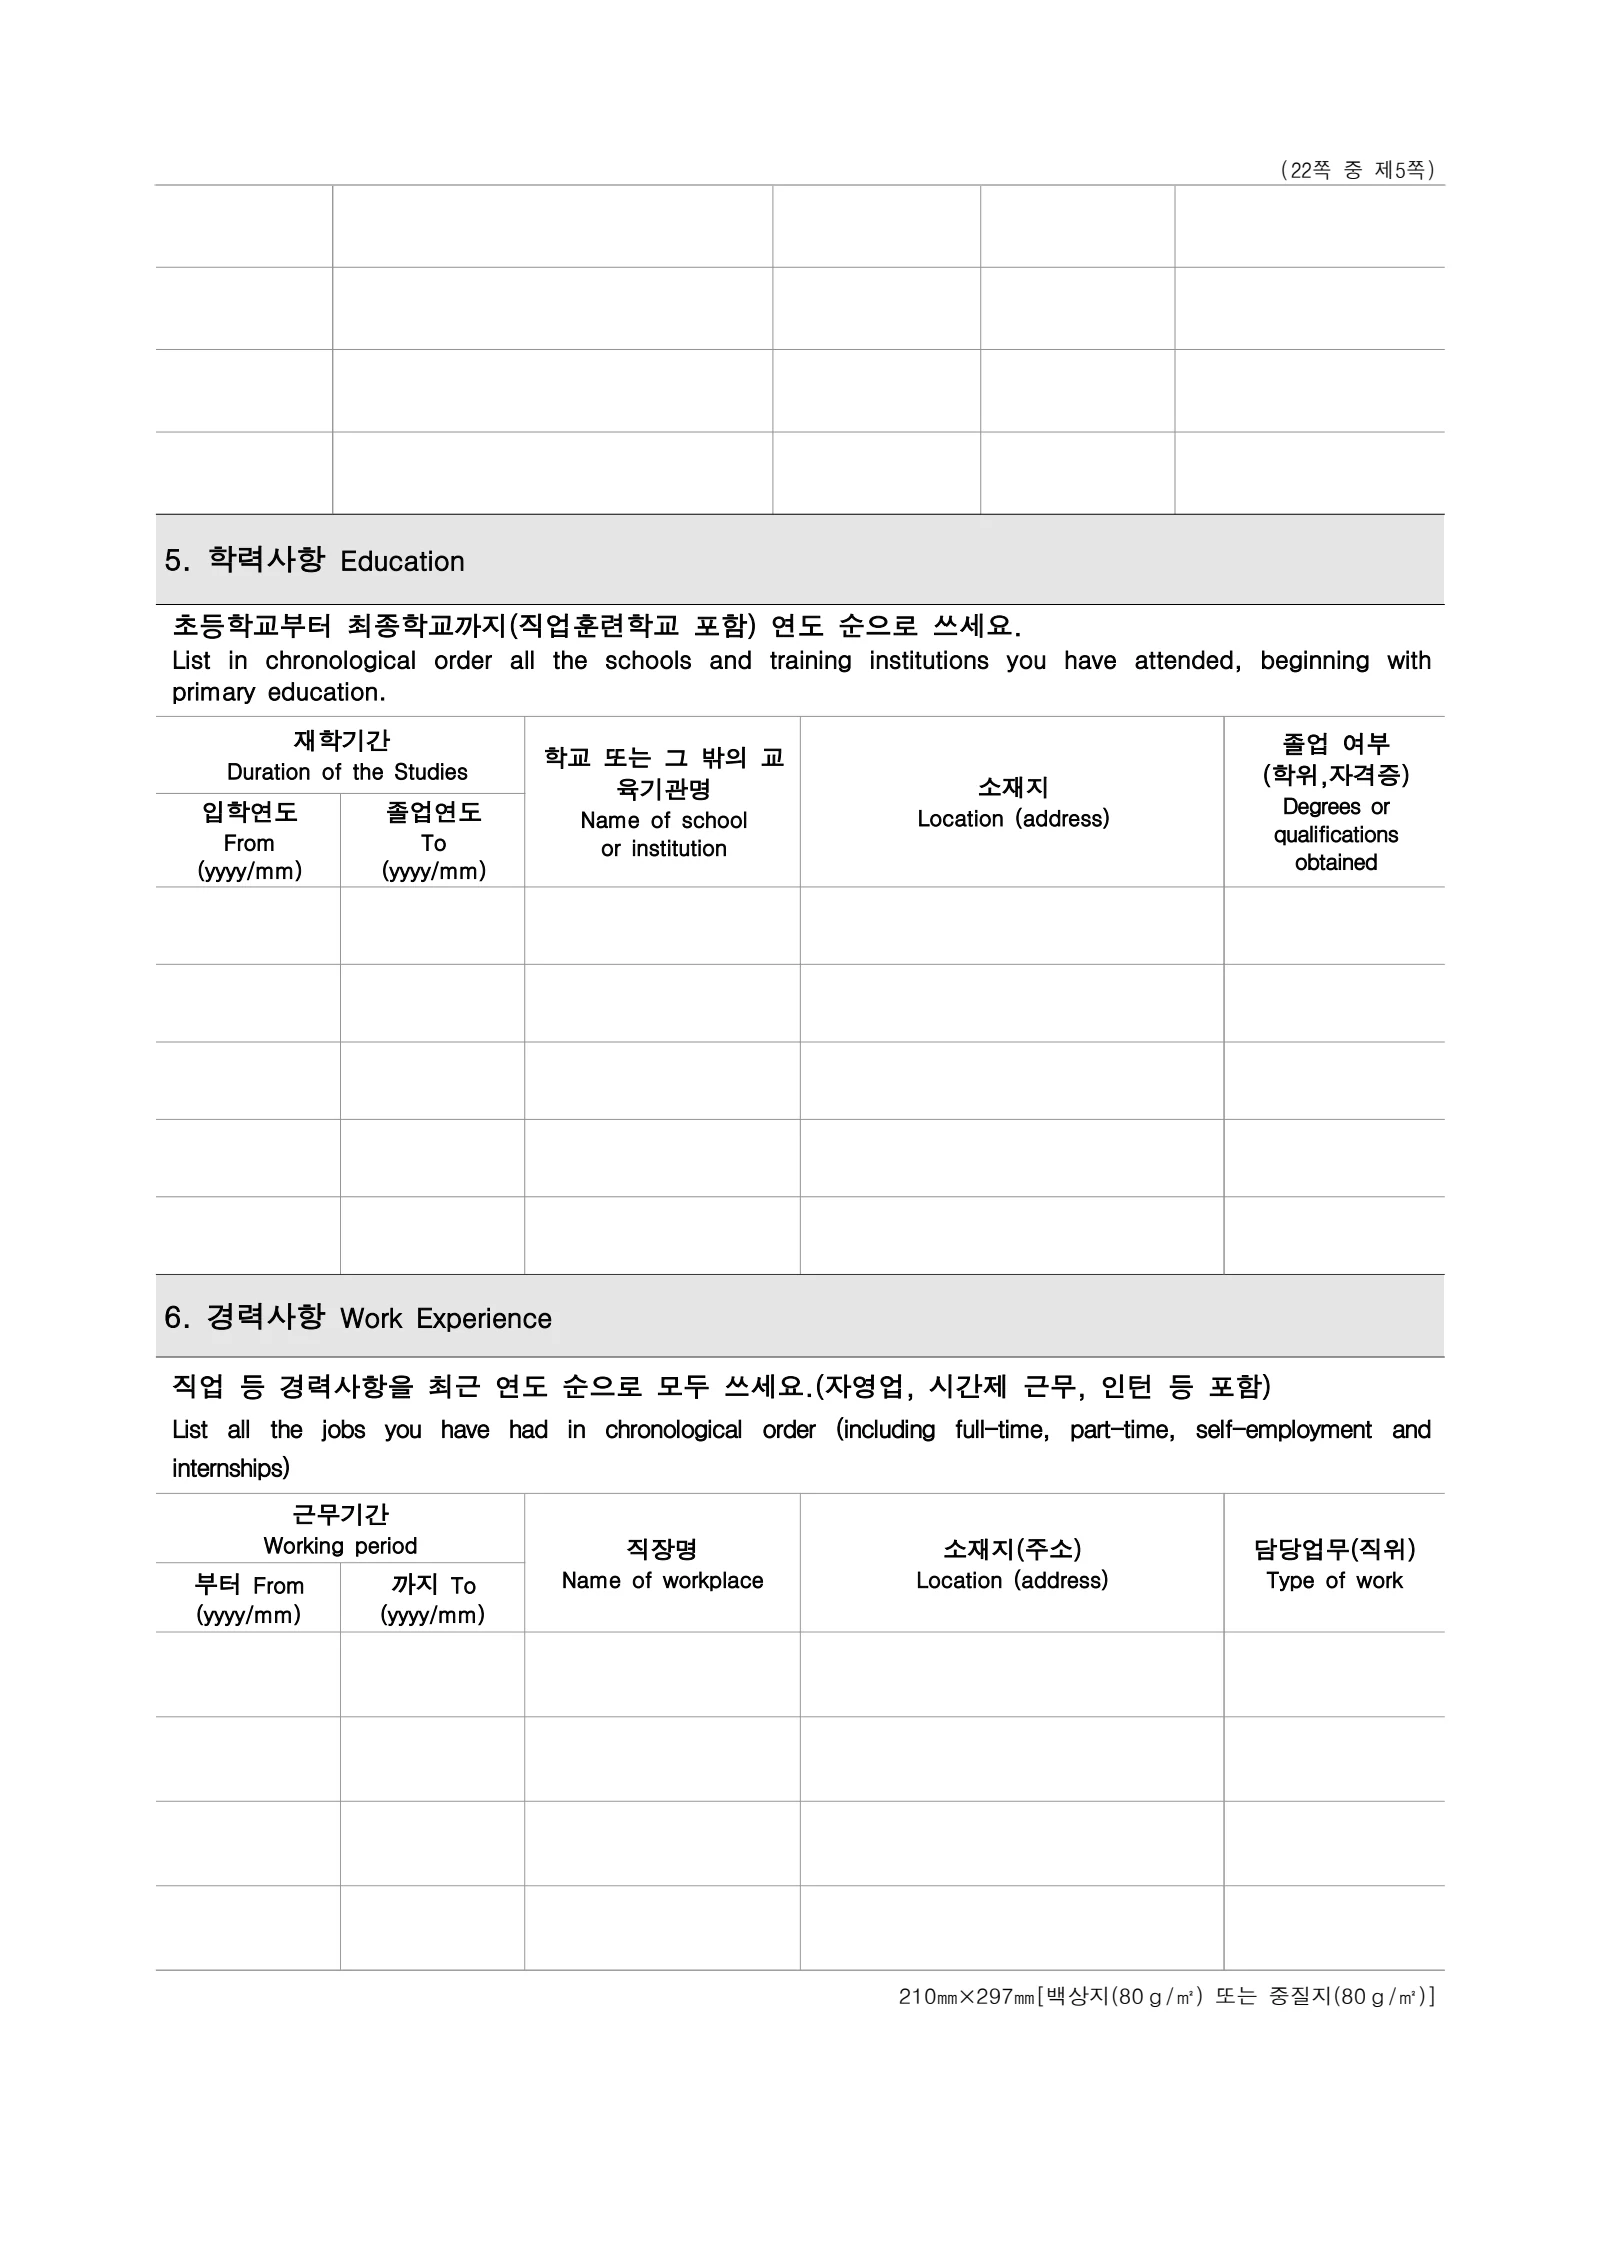 (22쪽 중 제5쪽)
5. 학력사항 Education
초등학교부터 최종학교까지(직업훈련학교 포함) 연도 순으로 쓰세요.
List in chronological order all the schools and training institutions you have attended, beginning with
primary education.
재학기간
Duration of the Studies
입학연도
From
(yyyy/mm)
졸업연도
To
(yyyy/mm)
학교 또는 그 밖의 교
육기관명
Name of school
or institution
소재지
Location (address)
졸업 여부
(학위,자격증)
Degrees or
qualifications
obtained
6. 경력사항 Work Experience
직업 등 경력사항을 최근 연도 순으로 모두 쓰세요.(자영업, 시간제 근무, 인턴 등 포함)
List all the jobs you have had in chronological order (including full-time, part-time, self-employment and
internships)
근무기간
Working period
부터 From
(yyyy/mm)
까지 To
(yyyy/mm)
직장명
Name of workplace
소재지(주소)
Location (address)
담당업무(직위)
Type of work
210㎜×297㎜[백상지(80ｇ/㎡) 또는 중질지(80ｇ/㎡)]